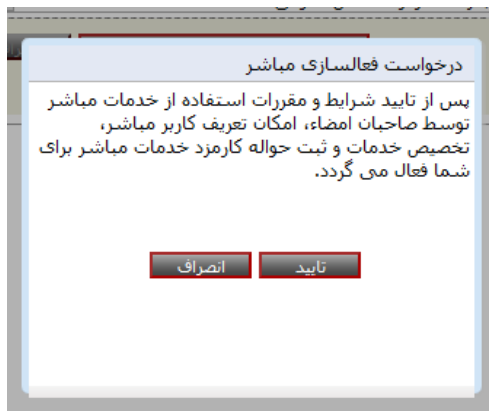 درخواست فعالسازی مباشر
پس از تایید شرایط و مقررات استفاده از خدمات مباشر
توسط صاحبان امضاء، امکان تعریف کاربر مباشر،
تخصیص خدمات و ثبت حواله کارمزد خدمات مباشر برای
شما فعال می گردد.
تایید انصراف